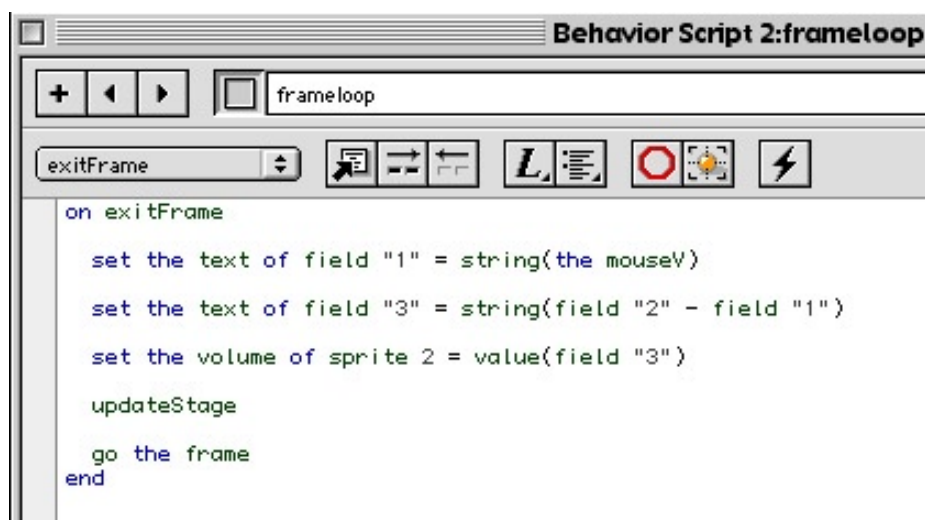 Behavior Script 2:frameloop
frameloop
exitFrame
L
on exitFrame
set the text of field "1" = string(the mouseV)
set the text of field "3" = string(field "2" - field "1")
set the volume of sprite 2 = value(field "3")
updateStage
go the frame
end